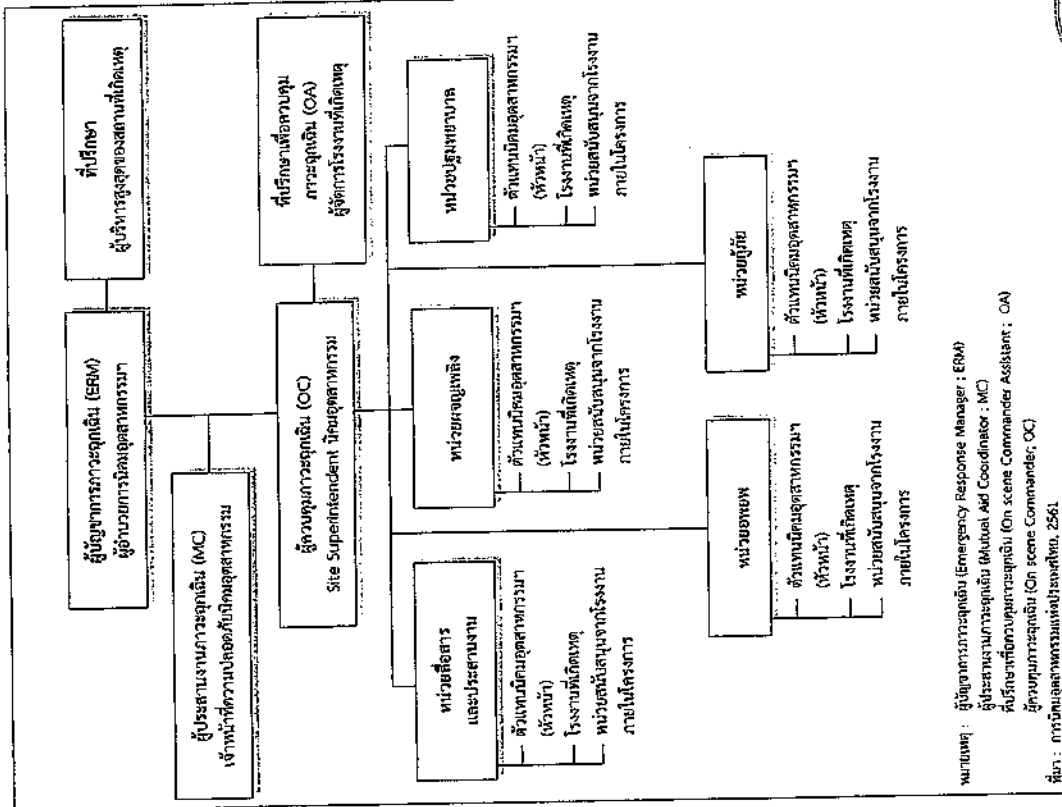 ผู้บัญชาการภาวะฉุกเฉิน (ERM)
ผู้อำนวยการนิคมอุตสาหกรรมฯ
ที่ปรึกษา
ผู้บริหารสูงสุดของสถานที่เกิดเหตุ
ผู้ประสานงานภาวะฉุกเฉิน (MC)
เจ้าหน้าที่ความปลอดภัยนิคมอุตสาหกรรม
ผู้ควบคุมภาวะฉุกเฉิน (OC)
Site Superintendent นิคมอุตสาหกรรม
ที่ปรึกษาเพื่อควบคุม
ภาวะฉุกเฉิน (OA)
ผู้จัดการโรงงานที่เกิดเหตุ
หน่วยสื่อสาร
และประสานงาน
ตัวแทนนิคมอุตสาหกรรมฯ
(หัวหน้า)
โรงงานที่เกิดเหตุ
หน่วยสนับสนุนจากโรงงาน
ภายในโครงการ
หน่วยผจญเพลิง
ตัวแทนนิคมอุตสาหกรรมฯ
(หัวหน้า)
โรงงานที่เกิดเหตุ
หน่วยสนับสนุนจากโรงงาน
ภายในโครงการ
หน่วยปฐมพยาบาล
ตัวแทนนิคมอุตสาหกรรมฯ
(หัวหน้า)
โรงงานที่เกิดเหตุ
หน่วยสนับสนุนจากโรงงาน
ภายในโครงการ
หน่วยอพยพ
ตัวแทนนิคมอุตสาหกรรมฯ
(หัวหน้า)
โรงงานที่เกิดเหตุ
หน่วยสนับสนุนจากโรงงาน
ภายในโครงการ
หน่วยกู้ภัย
ตัวแทนนิคมอุตสาหกรรมฯ
(หัวหน้า)
โรงงานที่เกิดเหตุ
หน่วยสนับสนุนจากโรงงาน
ภายในโครงการ
หมายเหตุ : ผู้บัญชาการภาวะฉุกเฉิน (Emergency Response Manager ; ERM)
ผู้ประสานงานภาวะฉุกเฉิน (Mutual Aid Coordinator : MC)
ที่ปรึกษาเพื่อควบคุมภาวะฉุกเฉิน (On scene Commander Assistant ; OA)
ผู้ควบคุมภาวะฉุกเฉิน (On scene Commander; OC)
ที่มา : การนิคมอุตสาหกรรมแห่งประเทศไทย, 2561